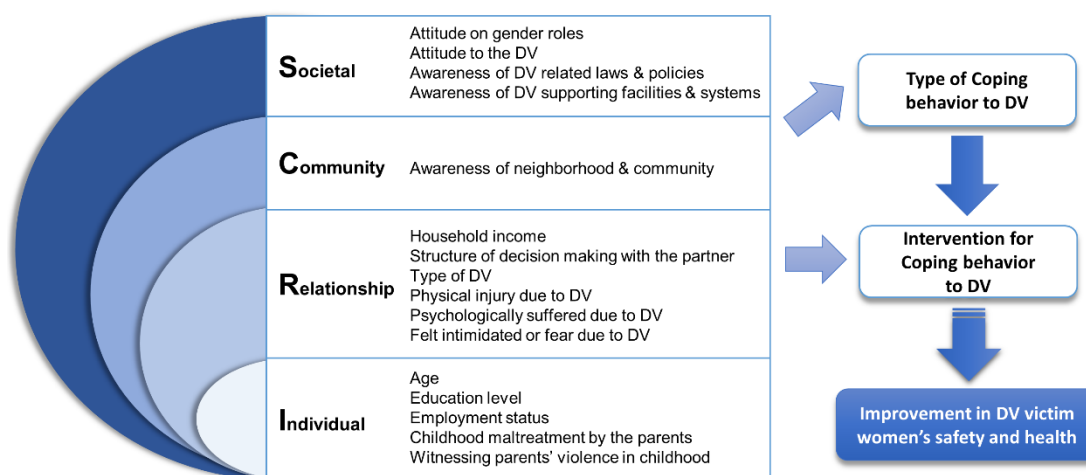 Societal
Attitude on gender roles
Attitude to the DV
Awareness of DV related laws & policies
Awareness of DV supporting facilities & systems
Community
Awareness of neighborhood & community
Relationship
Household income
Structure of decision making with the partner
Type of DV
Physical injury due to DV
Psychologically suffered due to DV
Felt intimidated or fear due to DV
Individual
Age
Education level
Employment status
Childhood maltreatment by the parents
Witnessing parents' violence in childhood
Type of Coping
behavior to DV
Intervention for
Coping behavior
to DV
Improvement in DV victim
women's safety and health